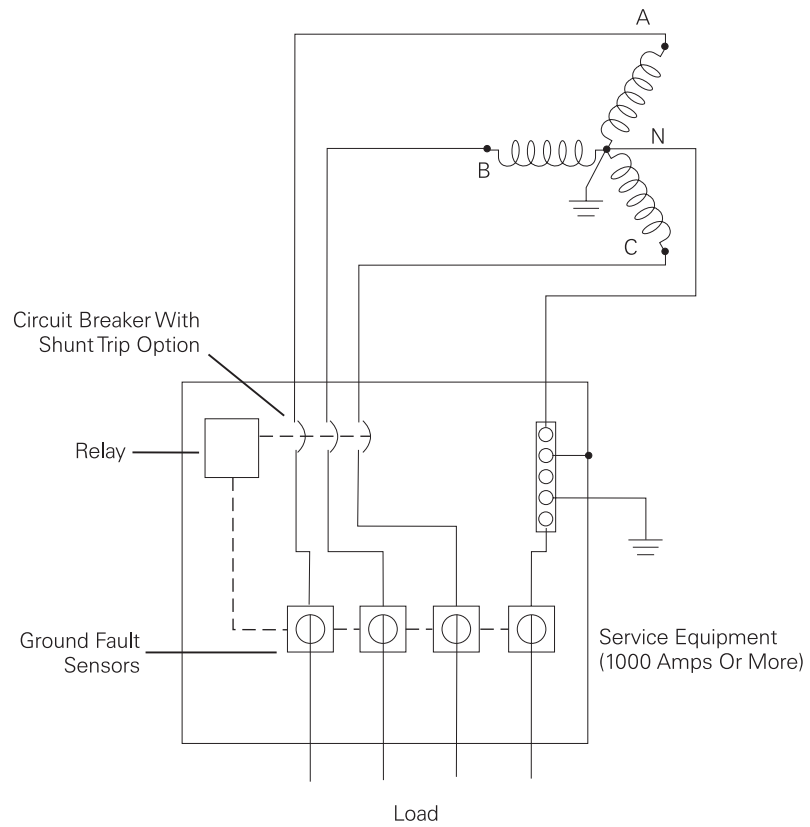 A
N
B
C
Circuit Breaker With
Shunt Trip Option
Relay
Ground Fault
Sensors
Service Equipment
(1000 Amps Or More)
Load